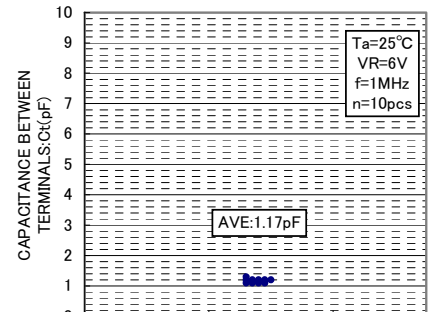 CAPACITANCE BETWEEN
TERMINALS:Ct(pF)
10
9
8
7
6
5
4
3
2
1
0
Ta=25℃
VR=6V
f=1MHz
n=10pcs
AVE:1.17pF